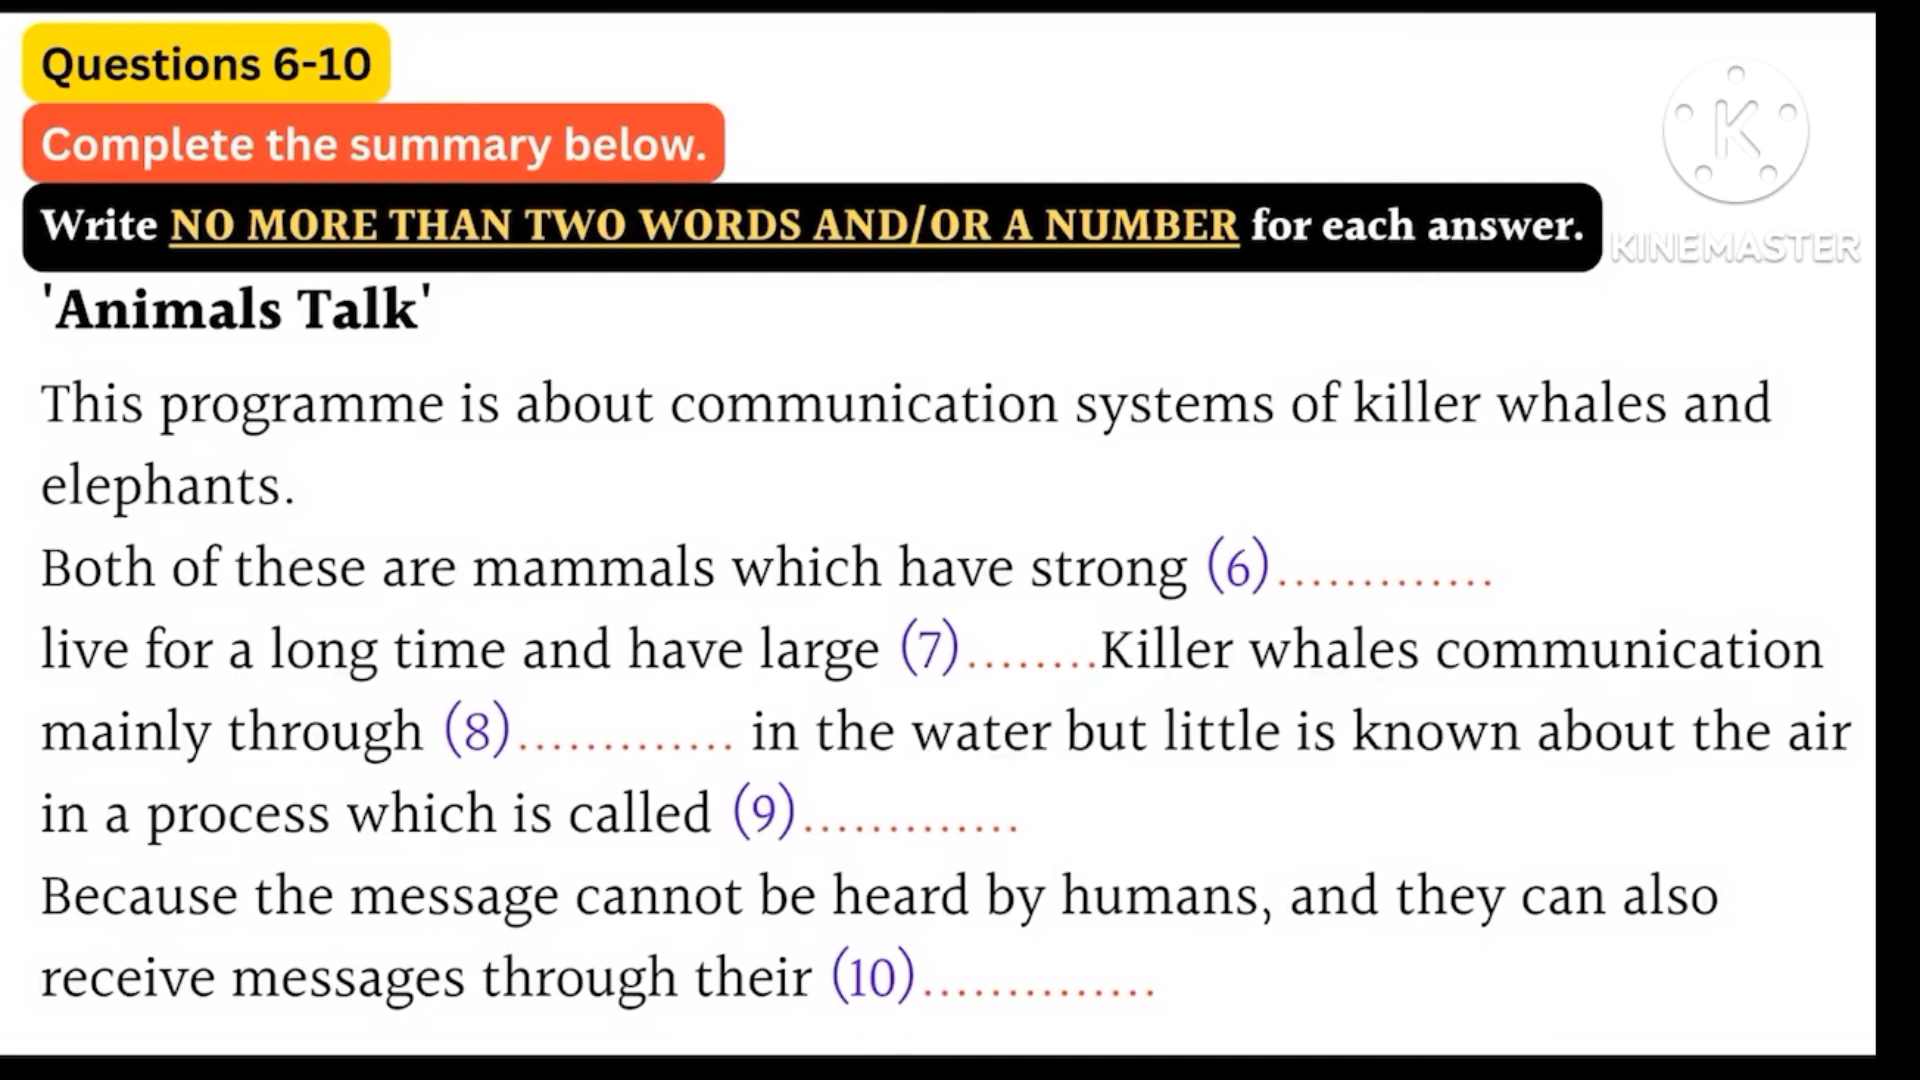 Questions 6-10
Complete the summary below.
Write NO MORE THAN TWO WORDS AND/OR A NUMBER for each answer.
K
KINEMASTER
'Animals Talk'
This programme is about communication systems of killer whales and
elephants.
Both of these are mammals which have strong (6).............
live for a long time and have large (7)........Killer whales communication
mainly through (8)............. in the water but little is known about the air
in a process which is called (9).............
Because the message cannot be heard by humans, and they can also
receive messages through their (10)..............